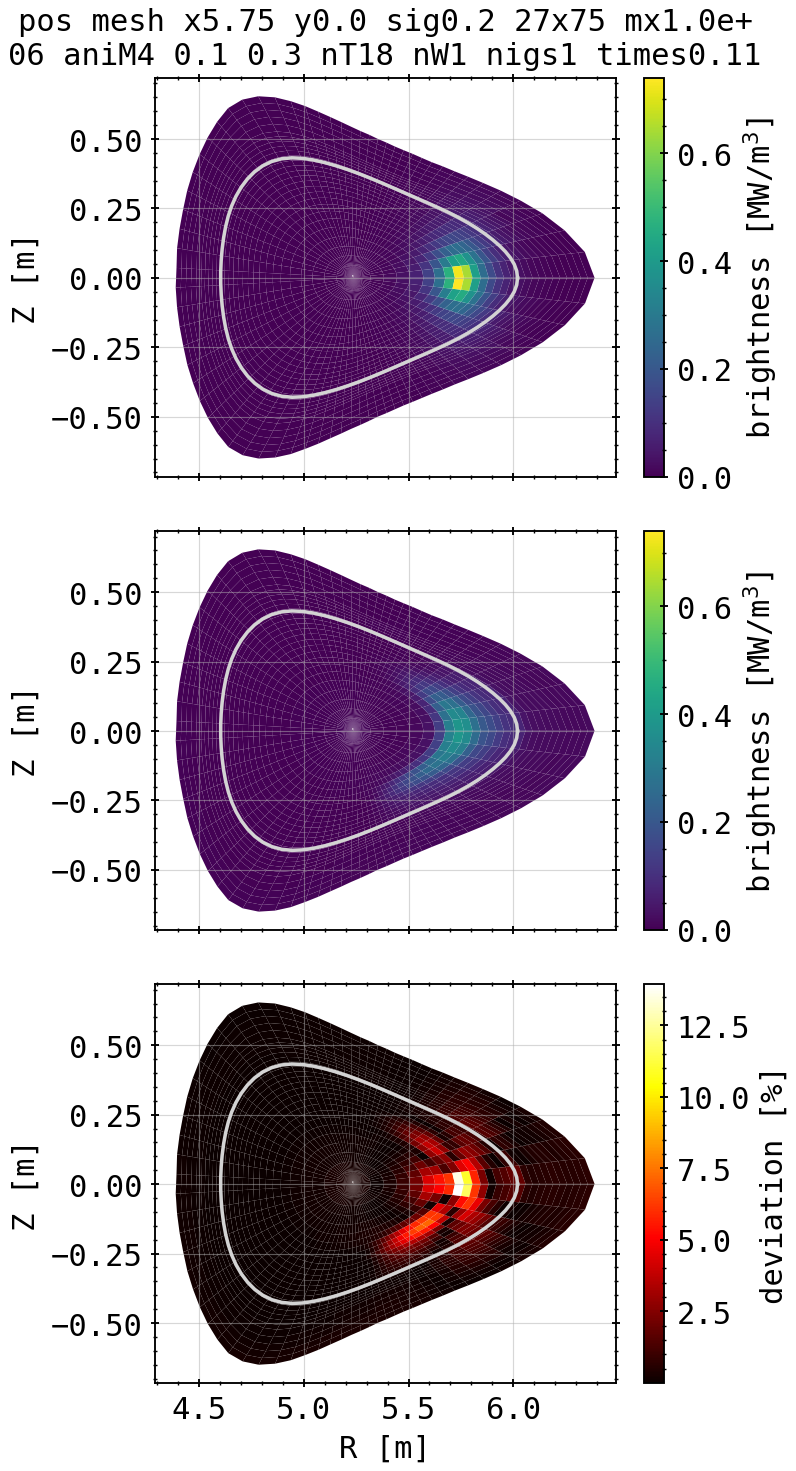 pos mesh x5.75 y0.0 sig0.2 27x75 mx1.0e+
06 aniM4 0.1 0.3 nT18 nW1 nigs1 times0.11
0.50
0.25
0.00
−0.25
−0.50
Z [m]
0.6
0.4
0.2
0.0
brightness [MW/m³]
0.50
0.25
0.00
−0.25
−0.50
Z [m]
0.6
0.4
0.2
0.0
brightness [MW/m³]
0.50
0.25
0.00
−0.25
−0.50
Z [m]
12.5
10.0
7.5
5.0
2.5
deviation [%]
4.5 5.0 5.5 6.0
R [m]